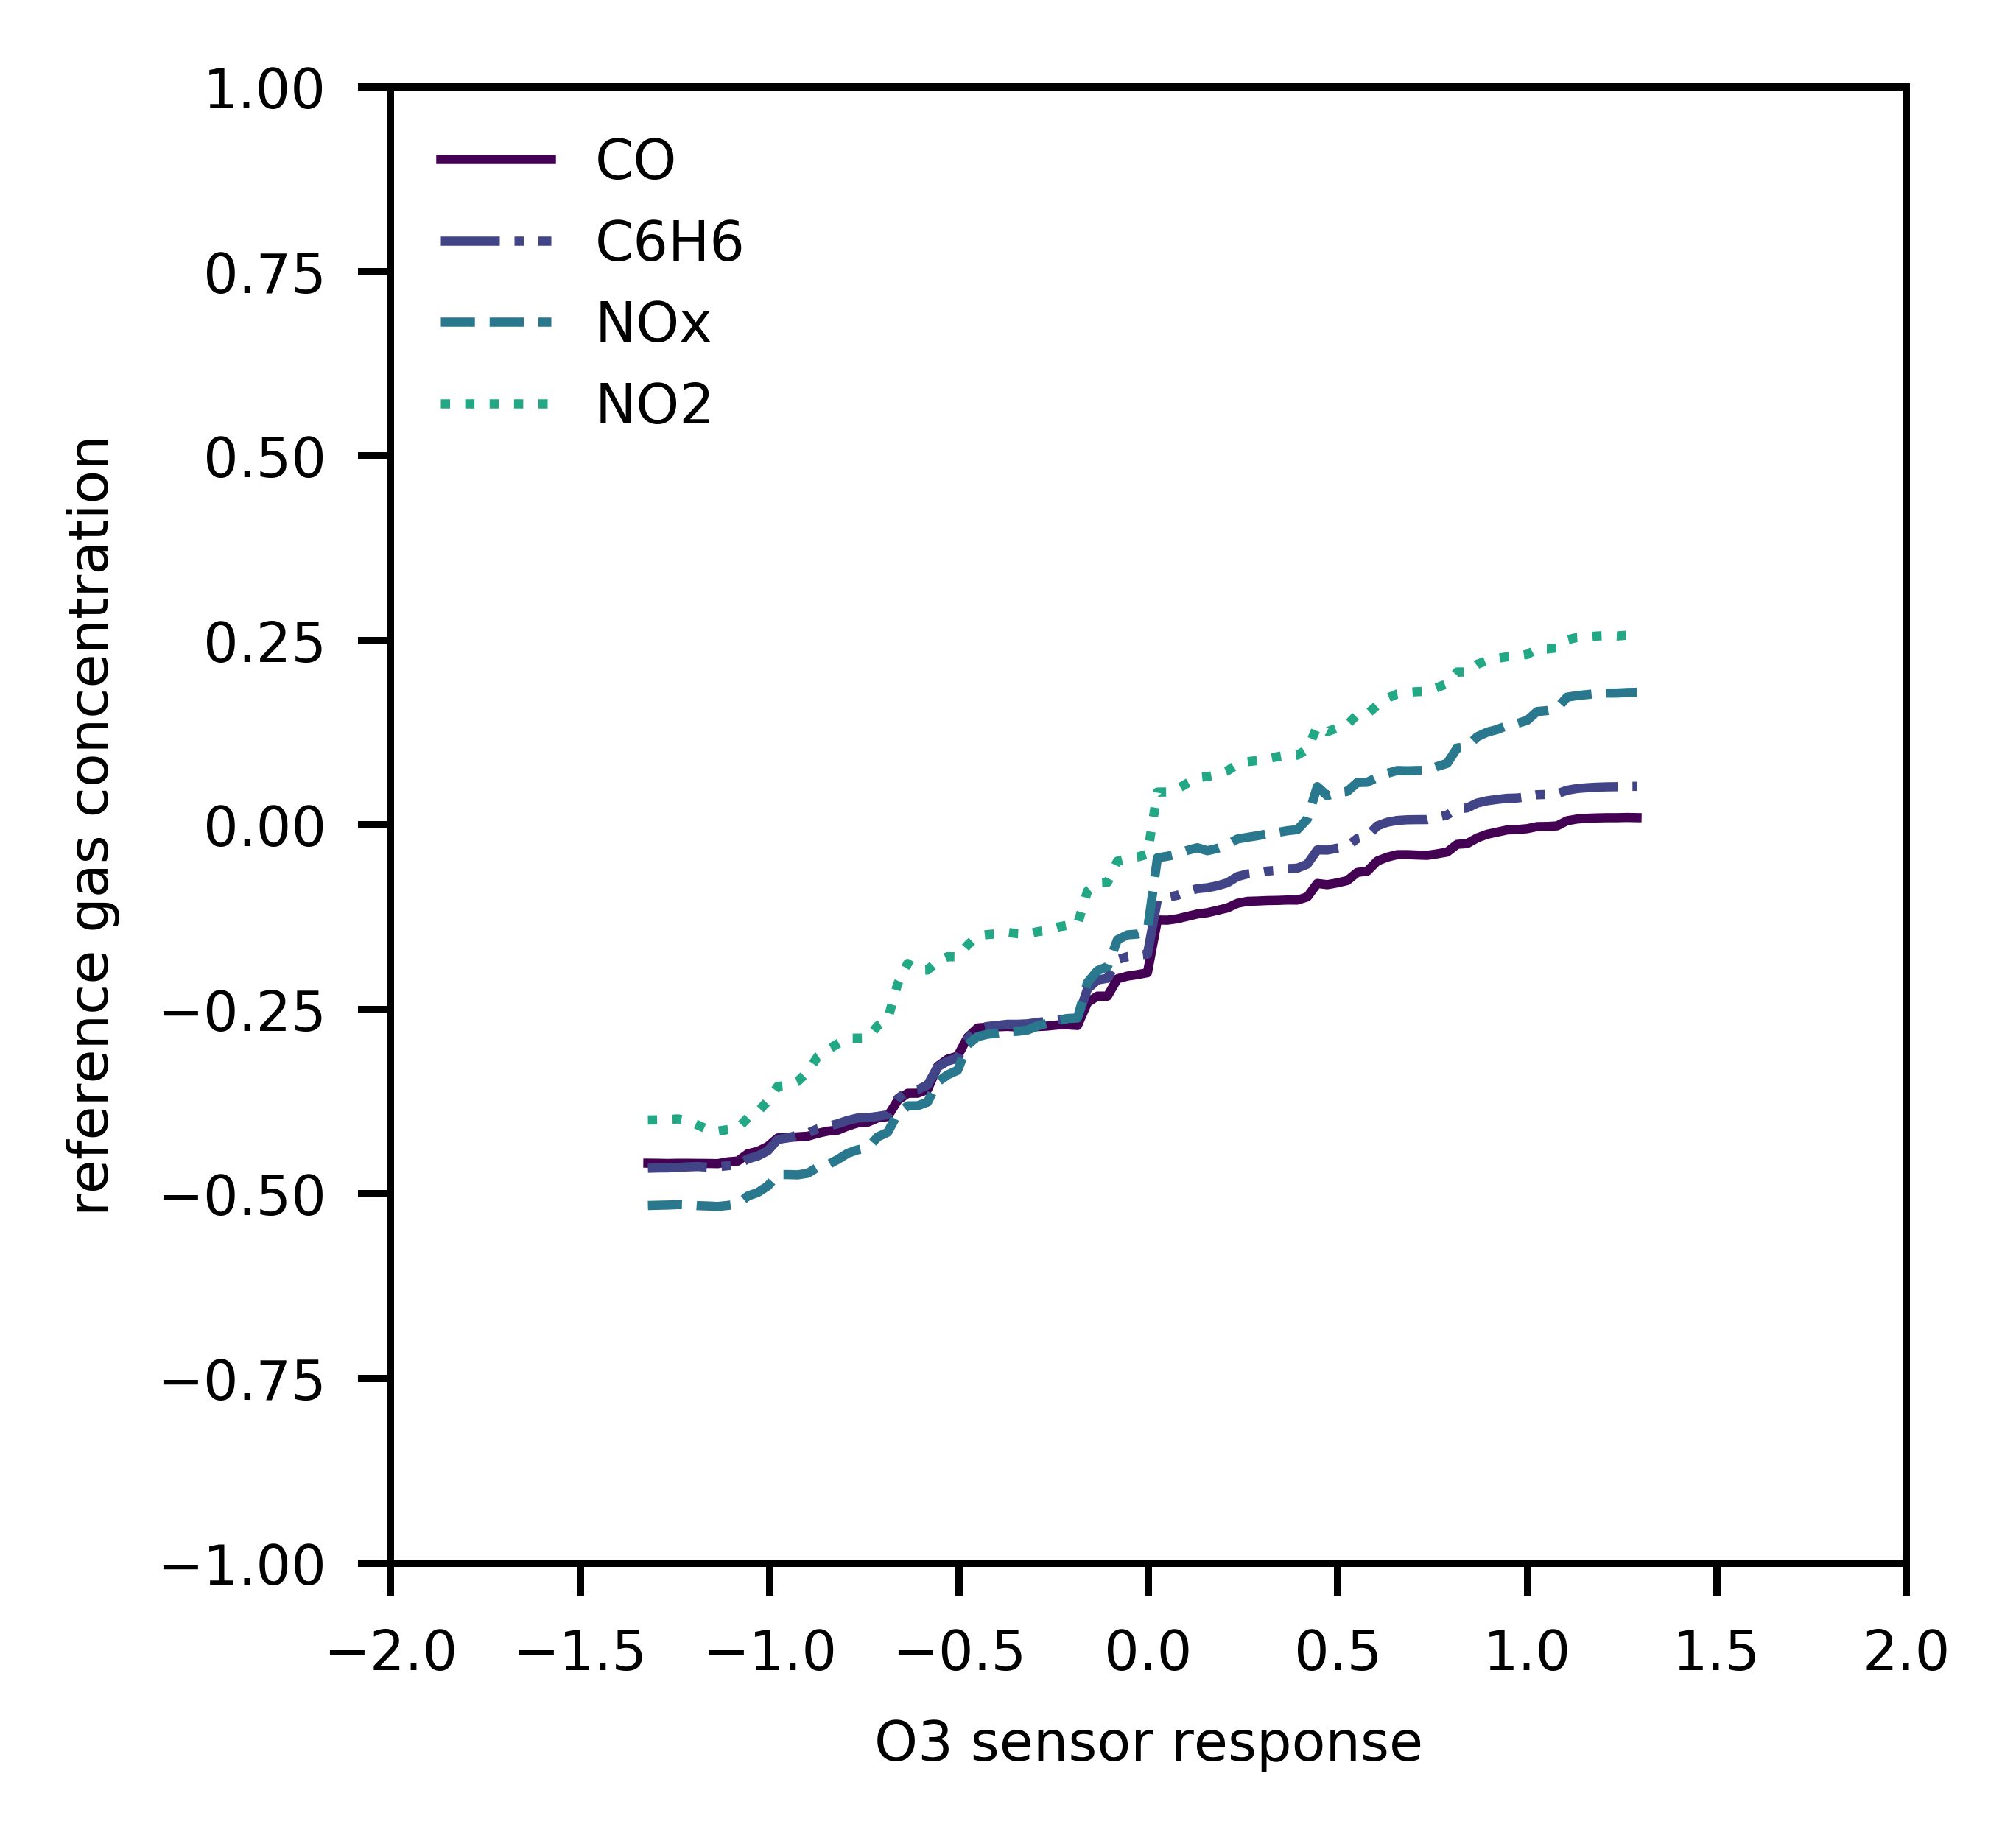 1.00
0.75
0.50
0.25
0.00
−0.25
−0.50
−0.75
−1.00
reference gas concentration
CO
C6H6
NOx
NO2
−2.0 −1.5 −1.0 −0.5 0.0 0.5 1.0 1.5 2.0
O3 sensor response